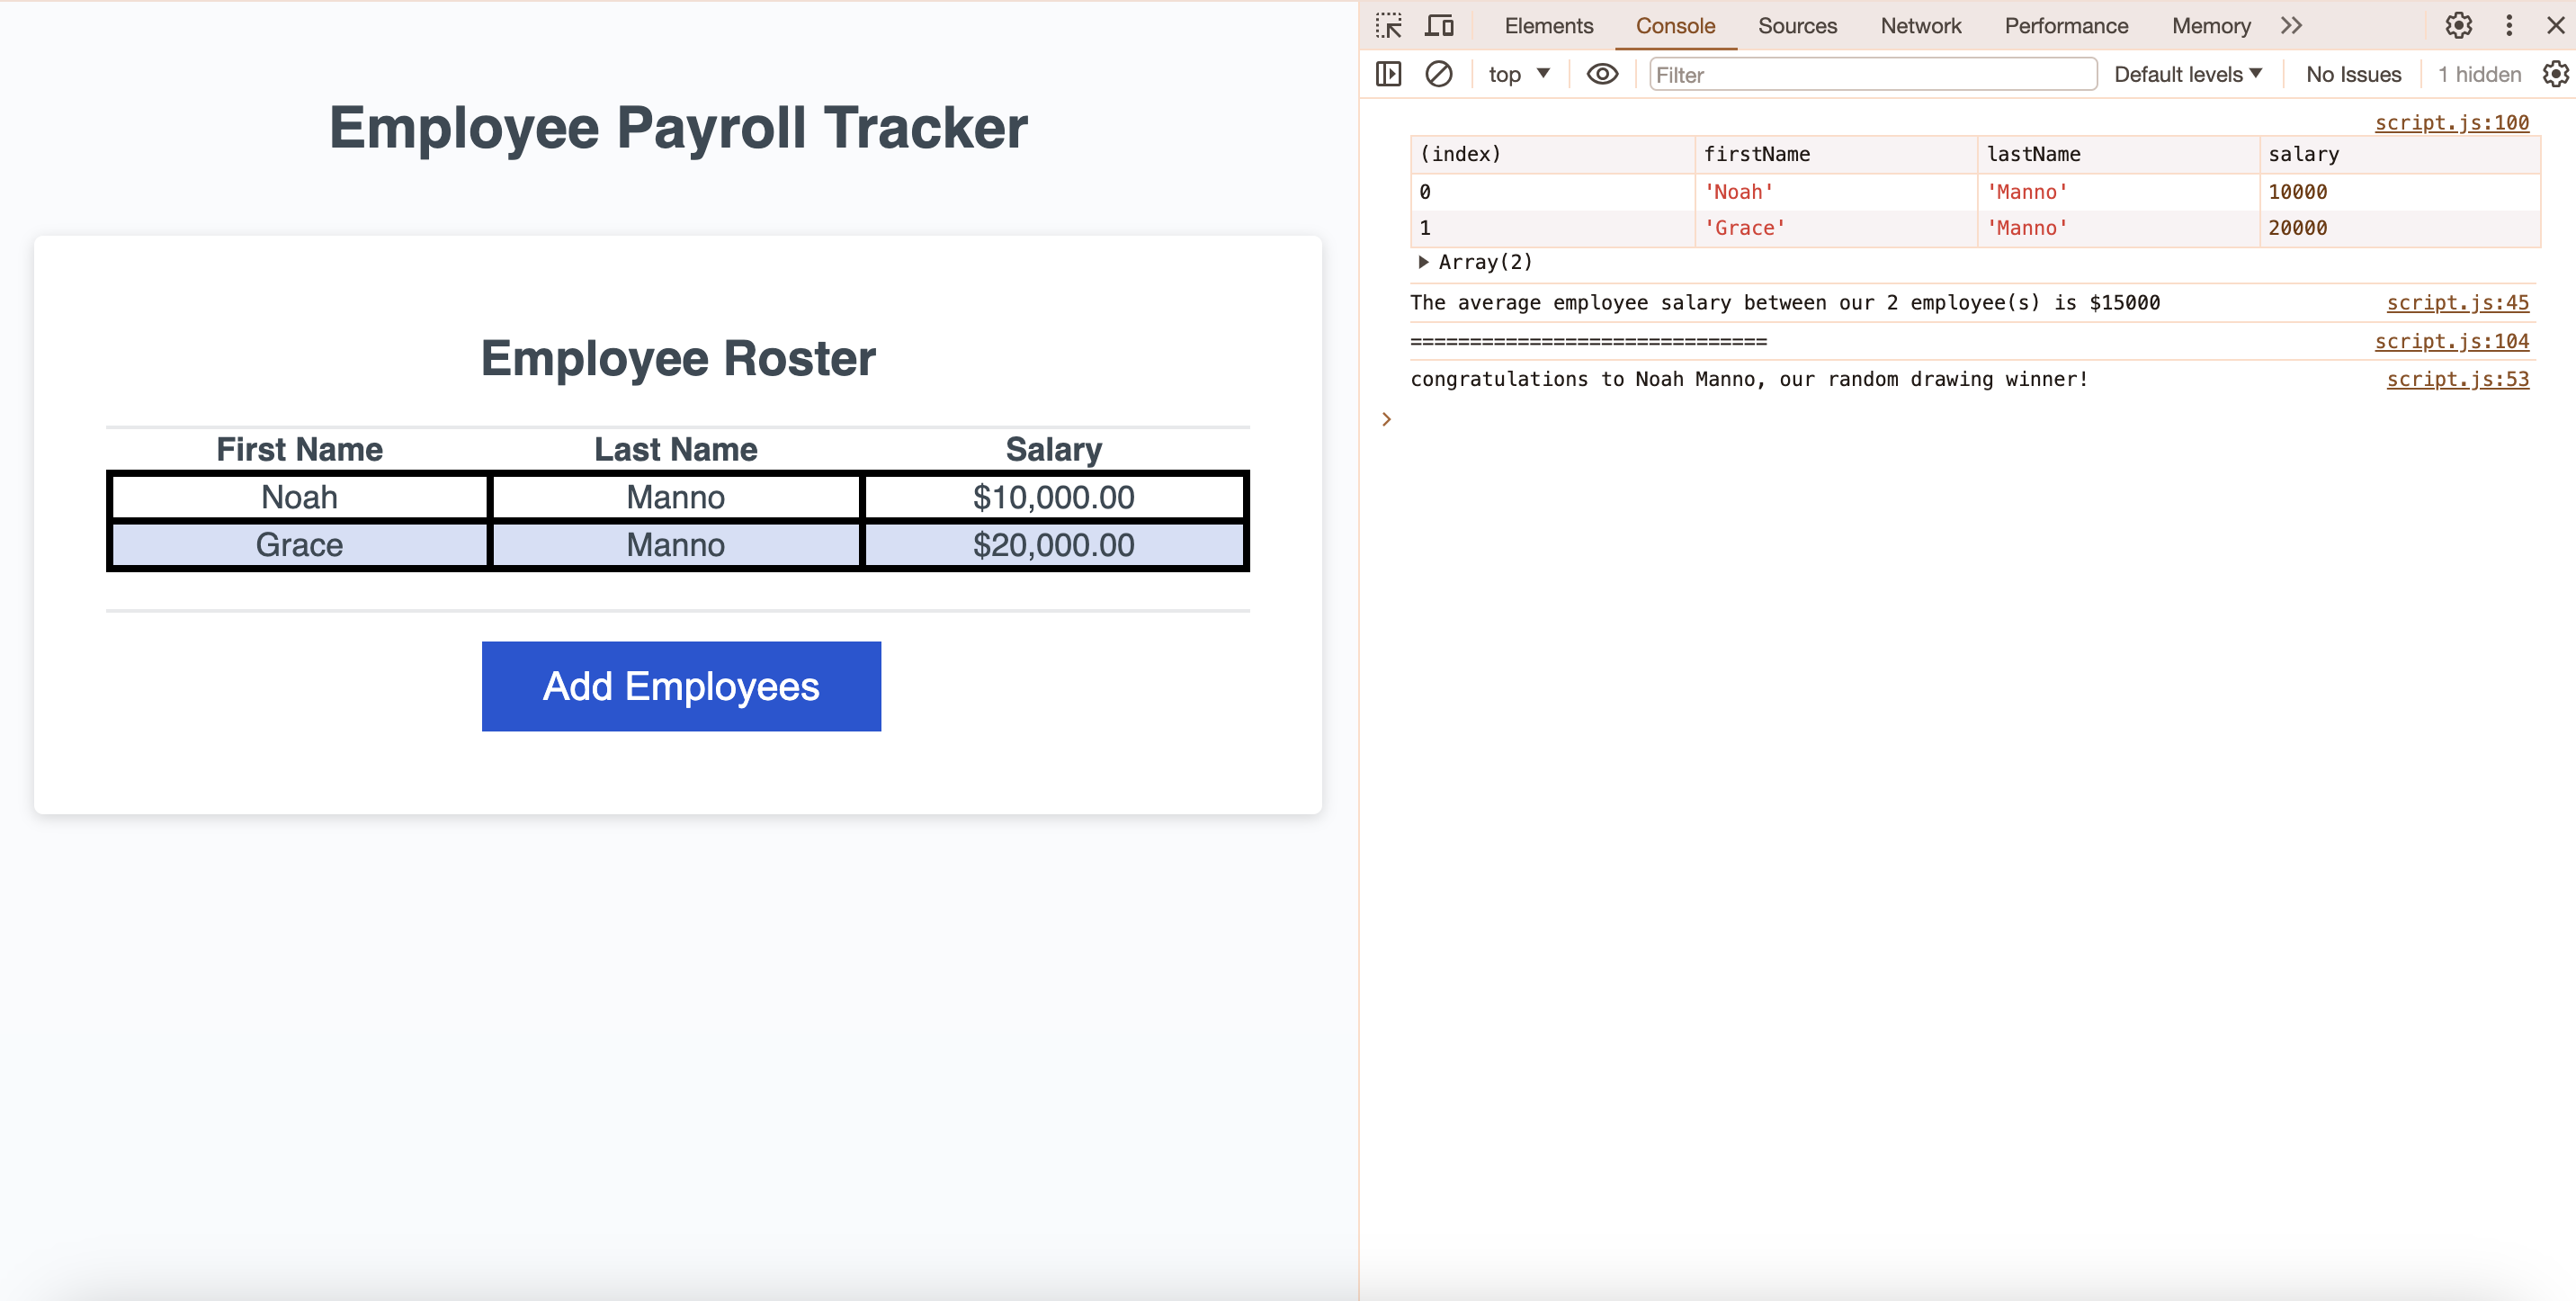 Employee Payroll Tracker
Employee Roster
First Name Last Name Salary
Noah Manno $10,000.00
Grace Manno $20,000.00
Add Employees
Elements Console Sources Network Performance Memory
top Filter Default levels No Issues 1 hidden
script.js:100
(index) firstName lastName salary
0 'Noah' 'Manno' 10000
1 'Grace' 'Manno' 20000
Array(2)
The average employee salary between our 2 employee(s) is $15000 script.js:45
============================== script.js:104
congratulations to Noah Manno, our random drawing winner! script.js:53